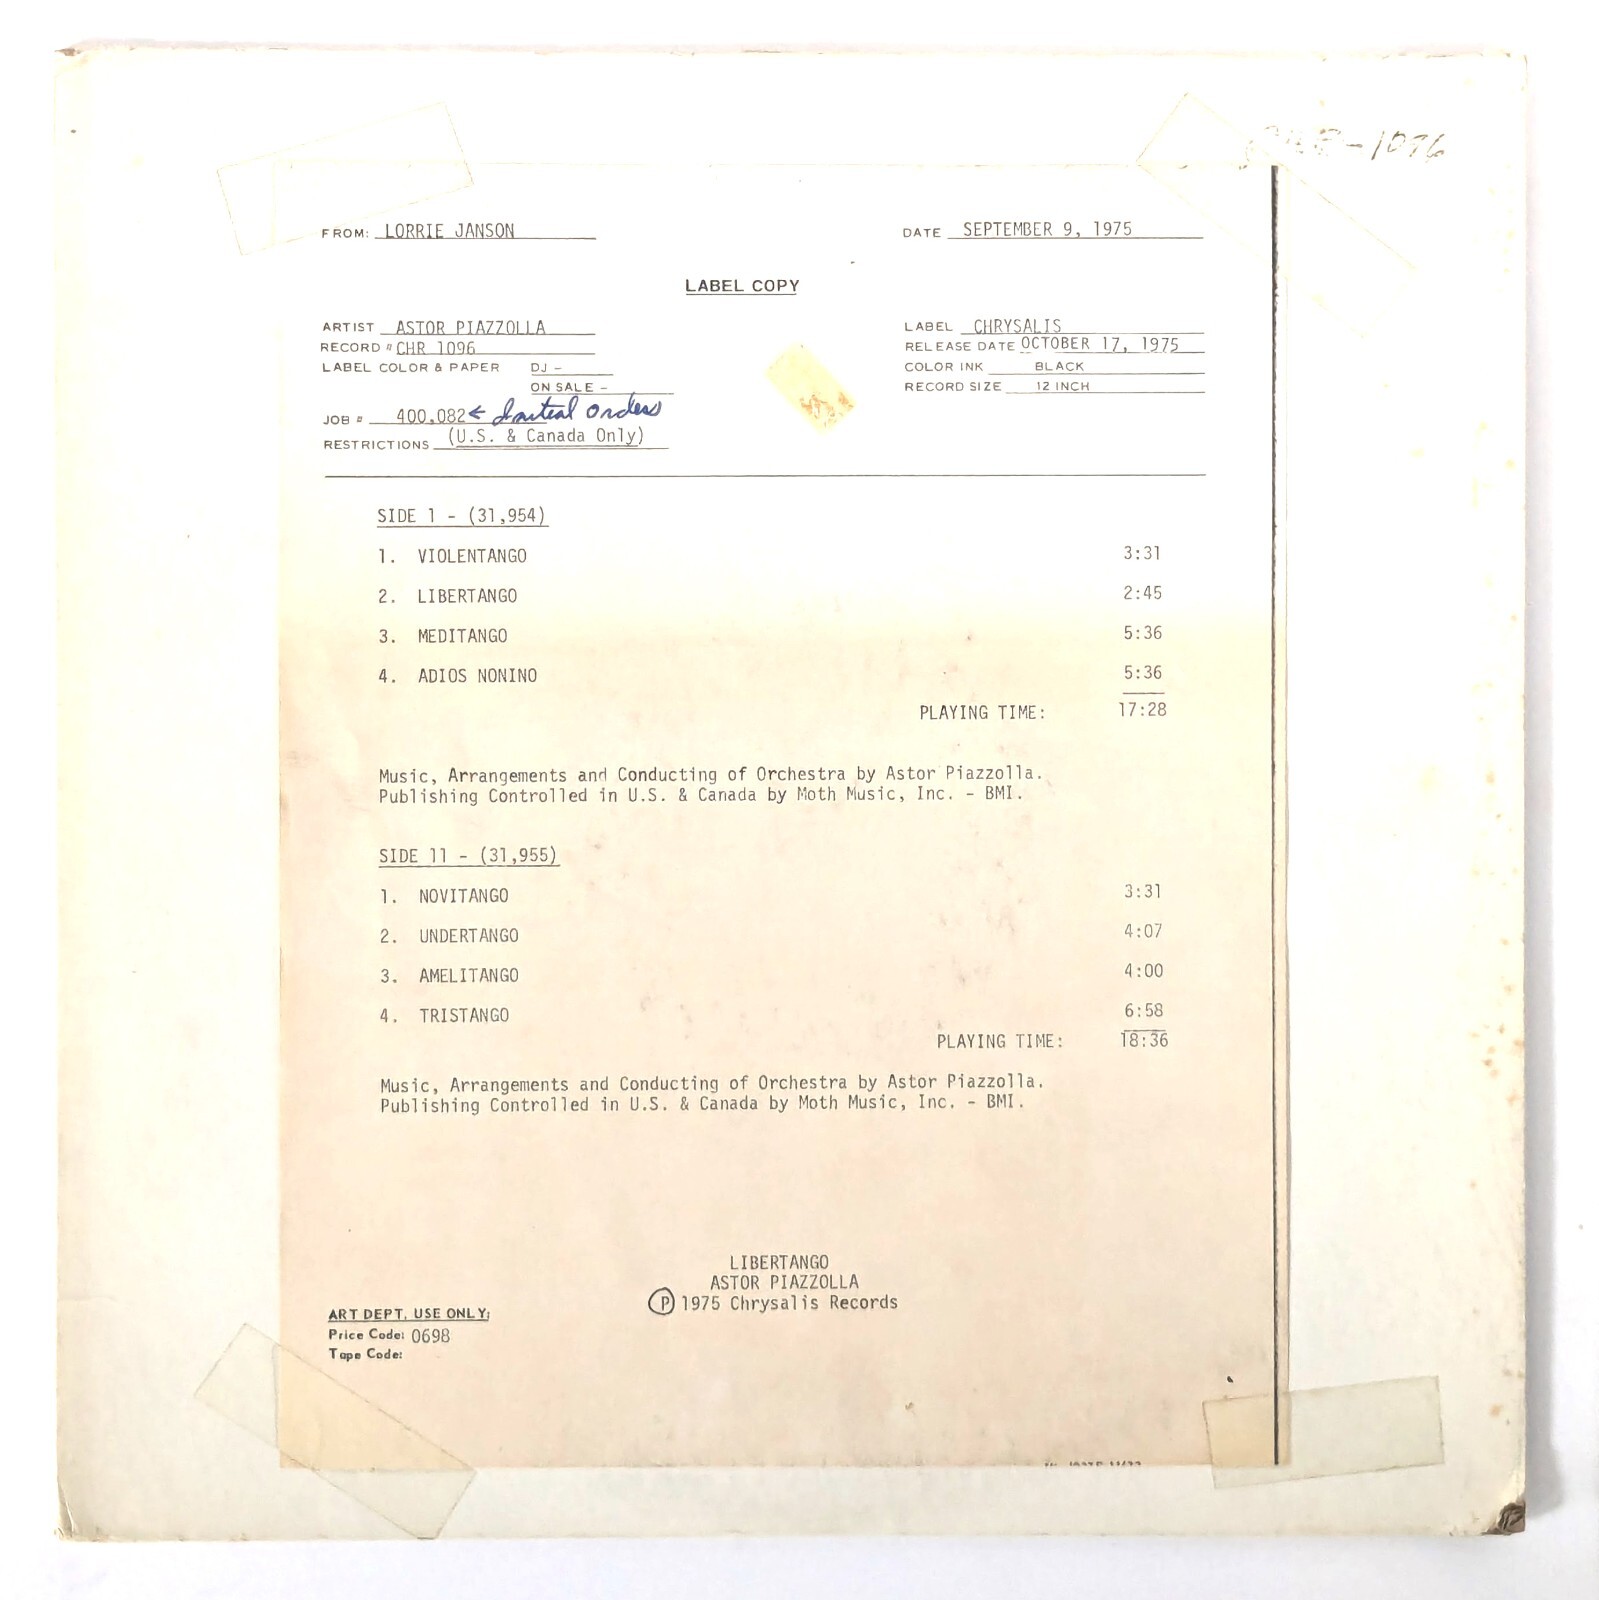 -1076
FROM: LORRIE JANSON
DATE SEPTEMBER 9, 1975
LABEL COPY
ARTIST ASTOR PIAZZOLLA
LABEL CHRYSALIS
RECORD # CHR 1096
RELEASE DATE OCTOBER 17, 1975
LABEL COLOR & PAPER DJ -
COLOR INK BLACK
ON SALE -
RECORD SIZE 12 INCH
JOB # 400,082 ← Initial orders
RESTRICTIONS (U.S. & Canada Only)
SIDE 1 - (31,954)
1. VIOLENTANGO 3:31
2. LIBERTANGO 2:45
3. MEDITANGO 5:36
4. ADIOS NONINO 5:36
PLAYING TIME: 17:28
Music, Arrangements and Conducting of Orchestra by Astor Piazzolla.
Publishing Controlled in U.S. & Canada by Moth Music, Inc. - BMI.
SIDE 11 - (31,955)
1. NOVITANGO 3:31
2. UNDERTANGO 4:07
3. AMELITANGO 4:00
4. TRISTANGO 6:58
PLAYING TIME: 18:36
Music, Arrangements and Conducting of Orchestra by Astor Piazzolla.
Publishing Controlled in U.S. & Canada by Moth Music, Inc. - BMI.
LIBERTANGO
ASTOR PIAZZOLLA
Ⓟ 1975 Chrysalis Records
ART DEPT. USE ONLY:
Price Code: 0698
Tape Code: